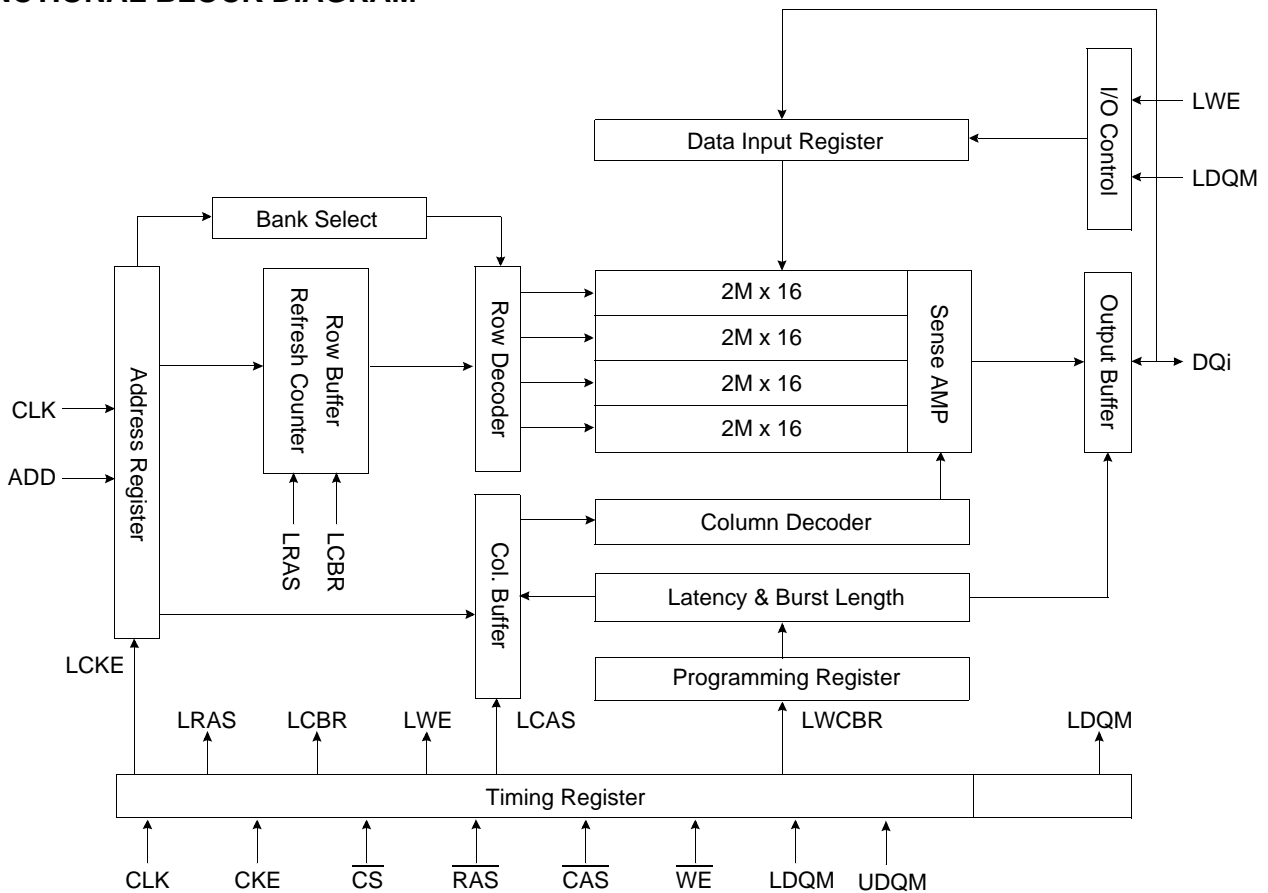 NCTIONAL BLOCK DIAGRAM
I/O Control
LWE
LDQM
Data Input Register
Bank Select
CLK
ADD
Address Register
Refresh Counter
Row Buffer
Row Decoder
2M x 16
2M x 16
2M x 16
2M x 16
Sense AMP
Output Buffer
DQi
LRAS
LCBR
Col. Buffer
Column Decoder
Latency & Burst Length
Programming Register
LCKE
LRAS
LCBR
LWE
LCAS
LWCBR
LDQM
Timing Register
CLK
CKE
CS
RAS
CAS
WE
LDQM
UDQM